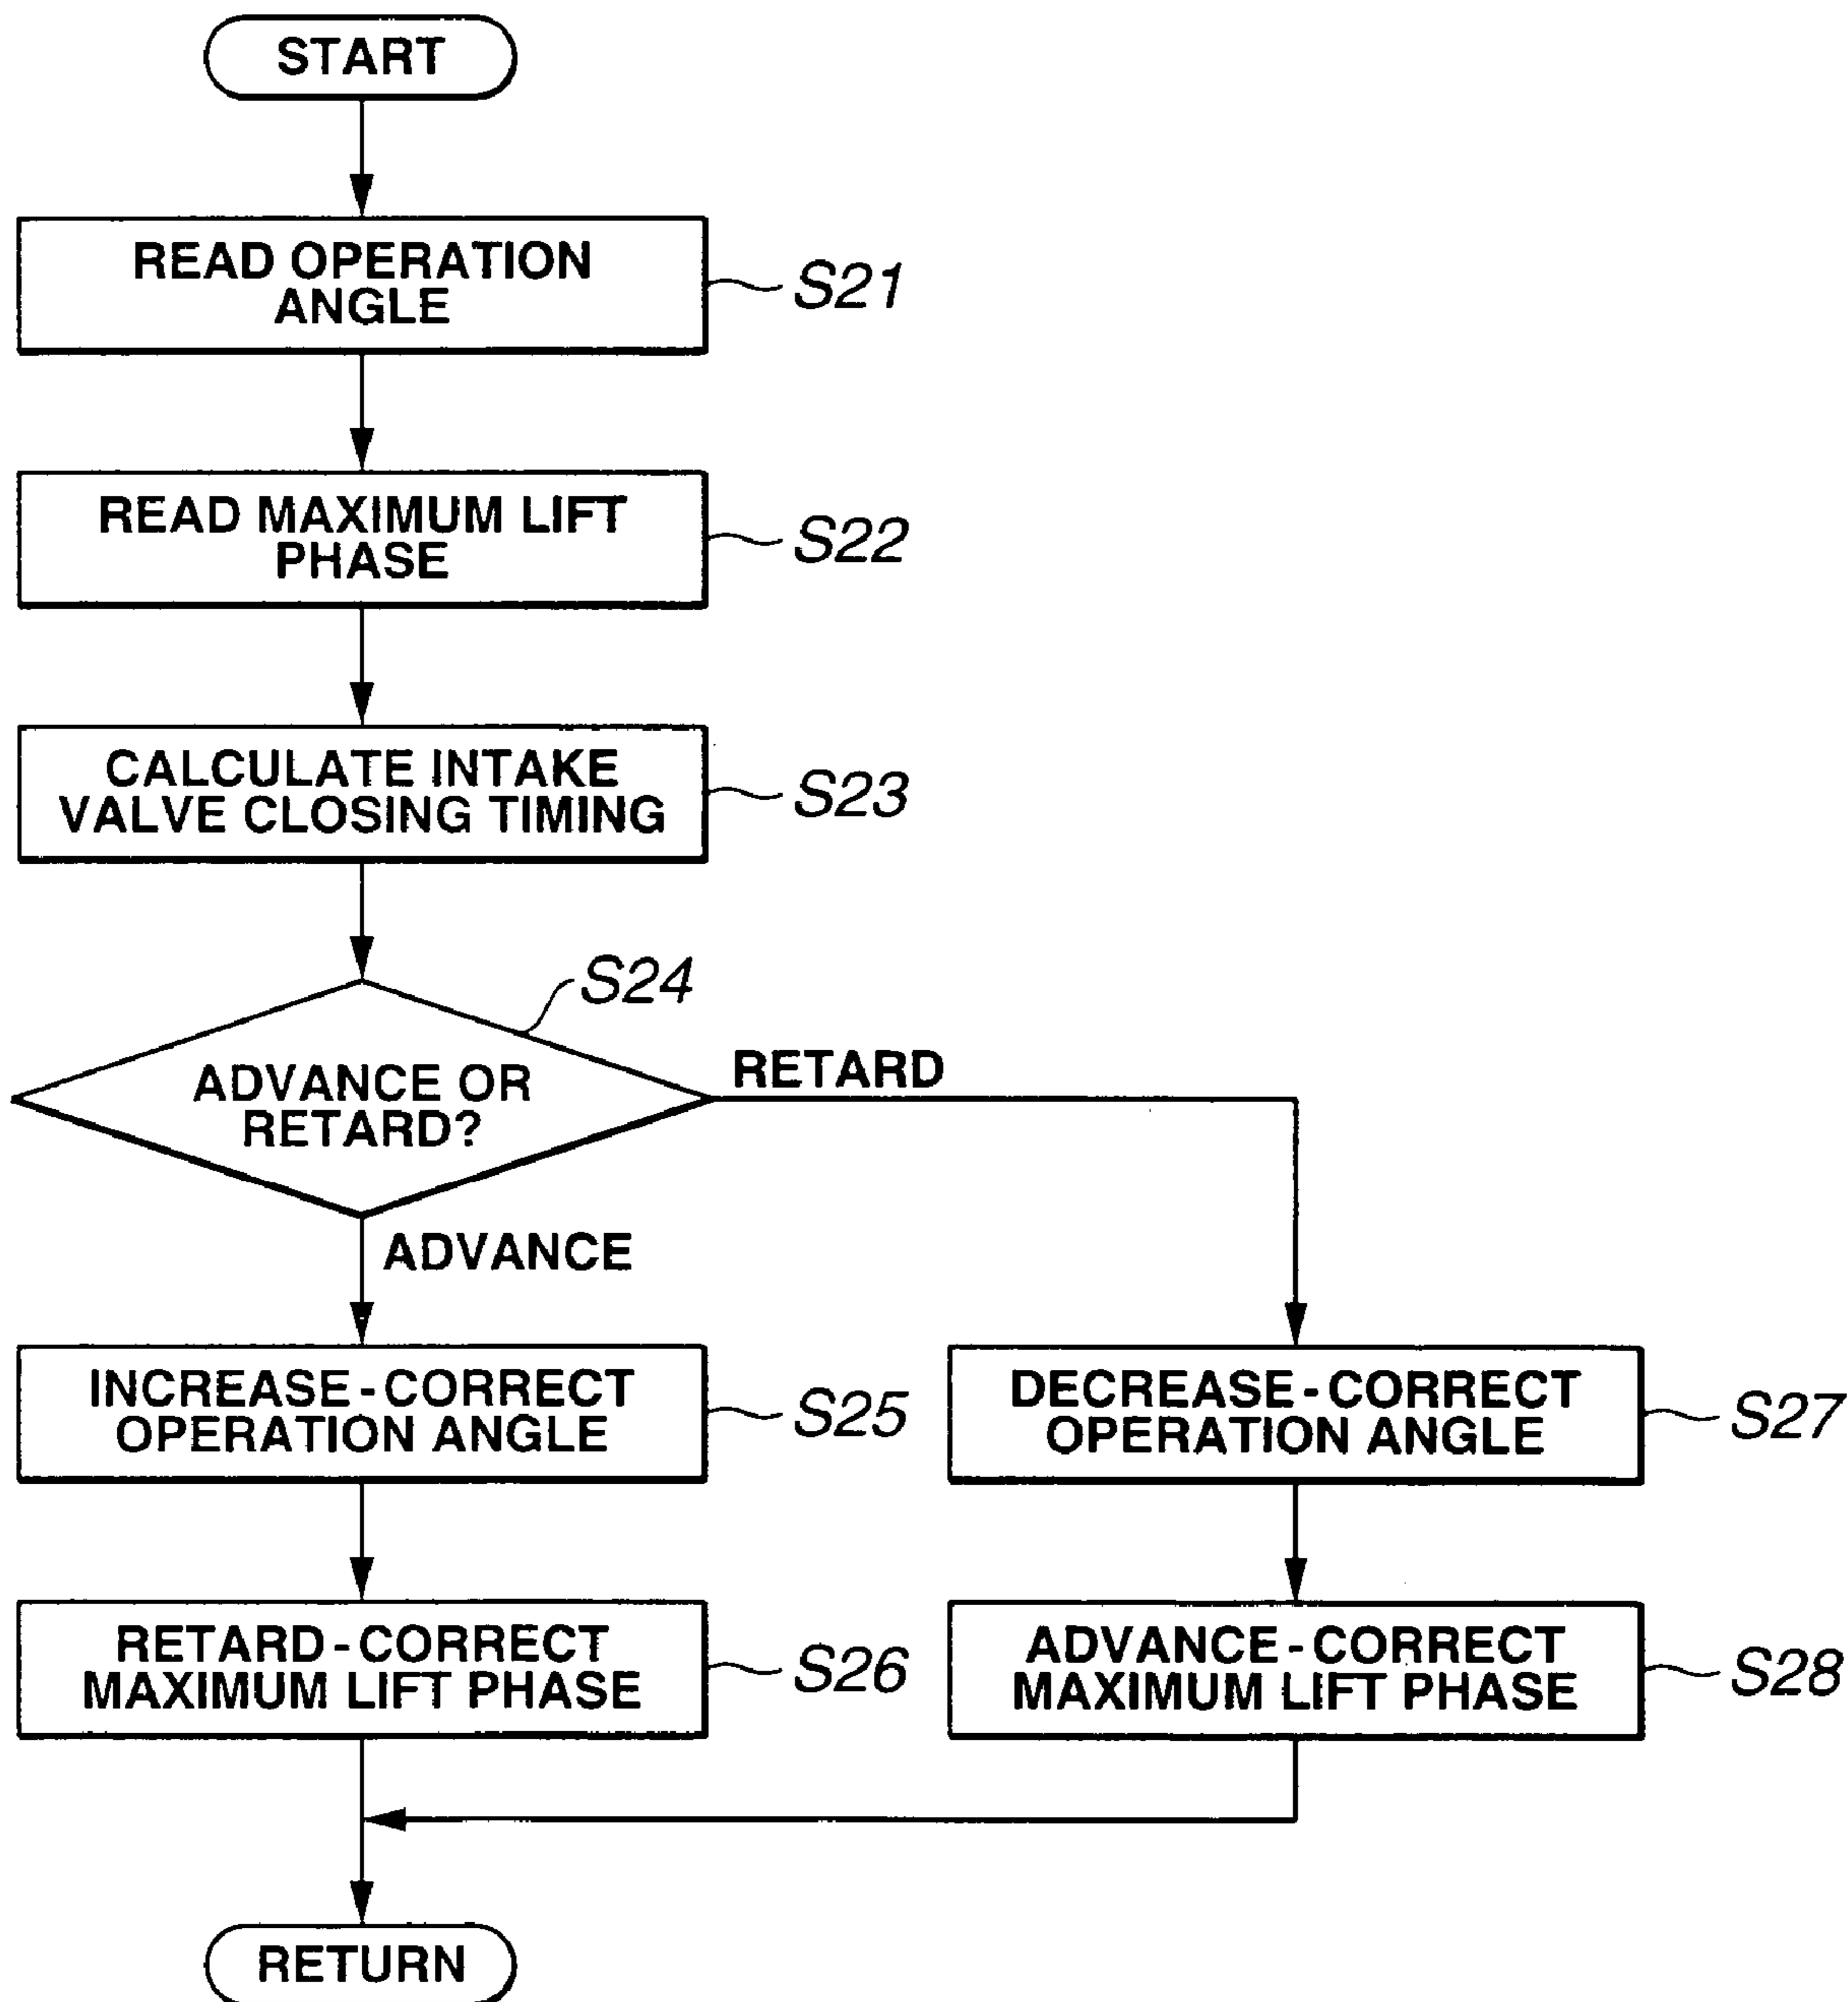 START
READ OPERATION
ANGLE
S21
READ MAXIMUM LIFT
PHASE
S22
CALCULATE INTAKE
VALVE CLOSING TIMING
S23
S24
ADVANCE OR
RETARD?
RETARD
ADVANCE
INCREASE-CORRECT
OPERATION ANGLE
S25
DECREASE-CORRECT
OPERATION ANGLE
S27
RETARD-CORRECT
MAXIMUM LIFT PHASE
S26
ADVANCE-CORRECT
MAXIMUM LIFT PHASE
S28
RETURN